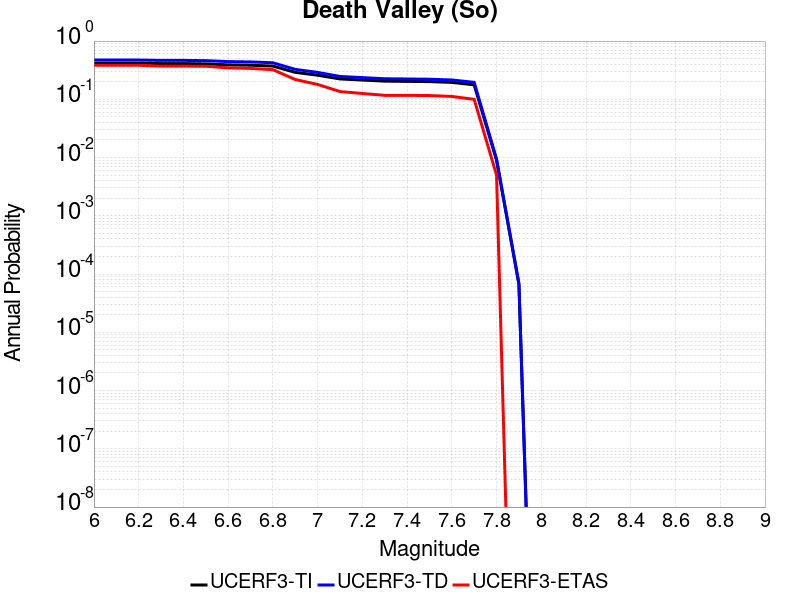 Death Valley (So)
10^0
10^-1
10^-2
10^-3
10^-4
10^-5
10^-6
10^-7
10^-8
Annual Probability
6 6.2 6.4 6.6 6.8 7 7.2 7.4 7.6 7.8 8 8.2 8.4 8.6 8.8 9
Magnitude
UCERF3-TI UCERF3-TD UCERF3-ETAS